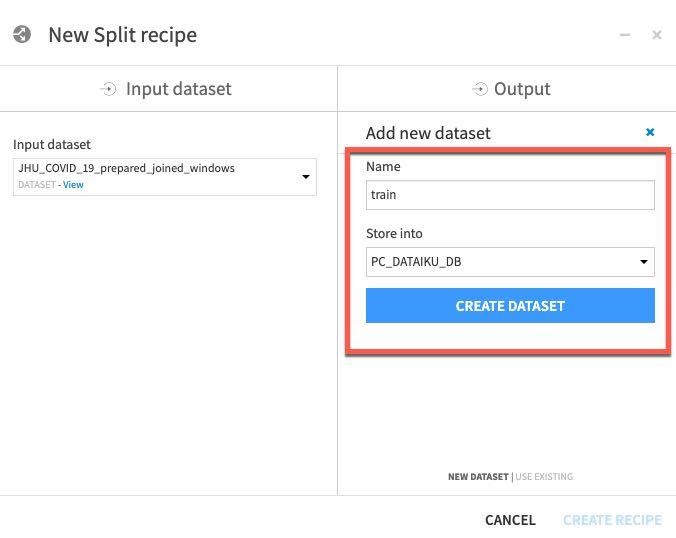 New Split recipe
Input dataset
Output
Input dataset
JHU_COVID_19_prepared_joined_windows
DATASET - View
Add new dataset
Name
train
Store into
PC_DATAIKU_DB
CREATE DATASET
NEW DATASET | USE EXISTING
CANCEL
CREATE RECIPE